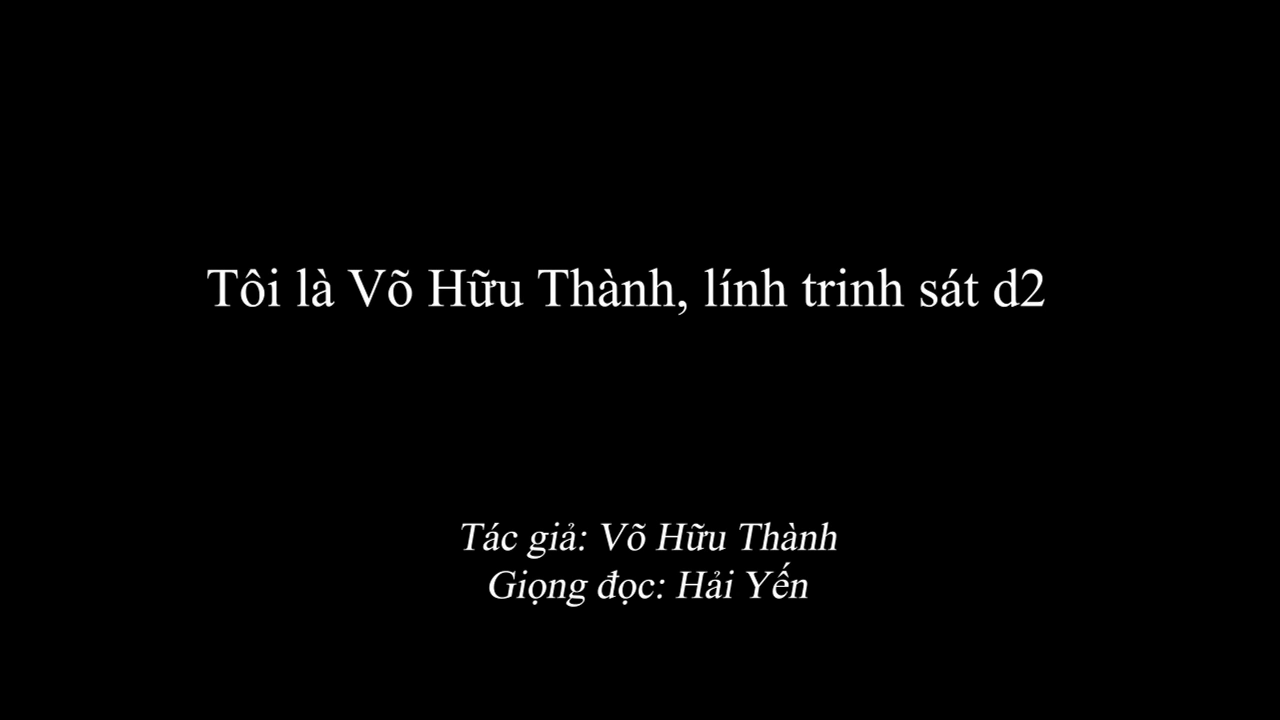 Tôi là Võ Hữu Thành, lính trinh sát d2
Tác giả: Võ Hữu Thành
Giọng đọc: Hải Yến